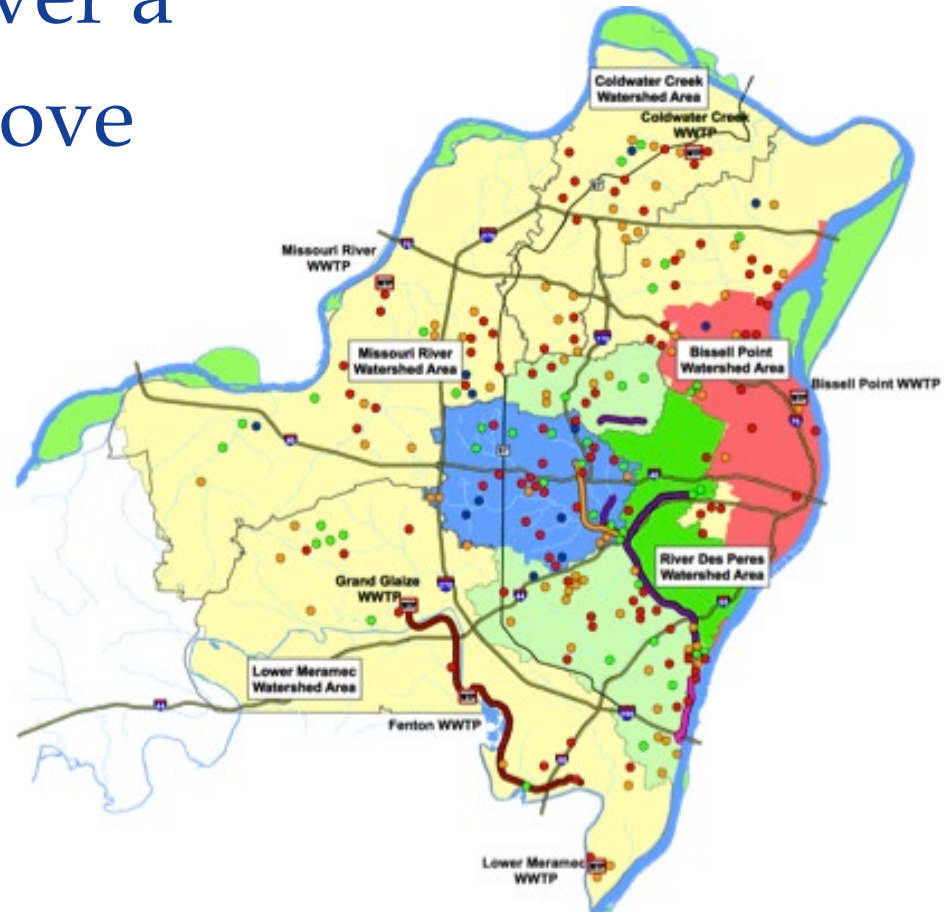 ver a
ove
Coldwater Creek
Watershed Area
Coldwater Creek
WWTP
Missouri River
WWTP
Missouri River
Watershed Area
Bissell Point
Watershed Area
Bissell Point WWTP
River Des Peres
Watershed Area
Grand Glaize
WWTP
Lower Meramec
Watershed Area
Fenton WWTP
Lower Meramec
WWTP